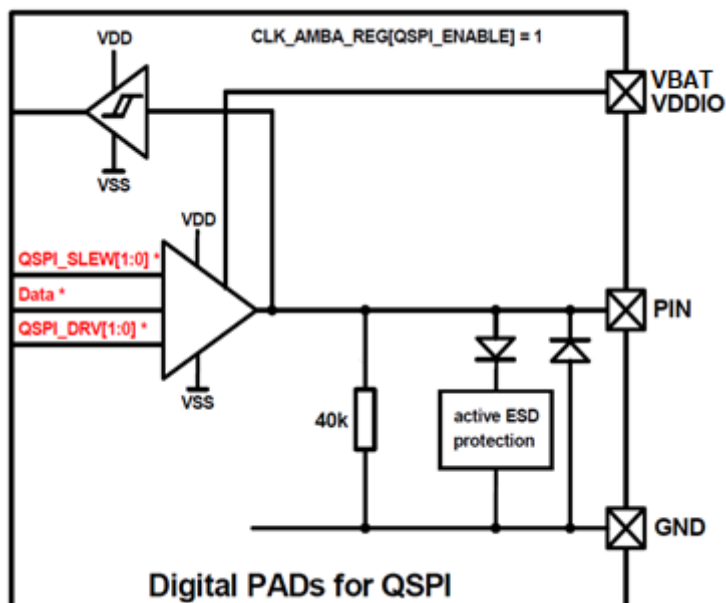 CLK_AMBA_REG[QSPI_ENABLE] = 1
VDD
VBAT
VDDIO
VSS
VDD
QSPI_SLEW[1:0] *
Data *
QSPI_DRV[1:0] *
PIN
VSS
40k
active ESD
protection
GND
Digital PADs for QSPI